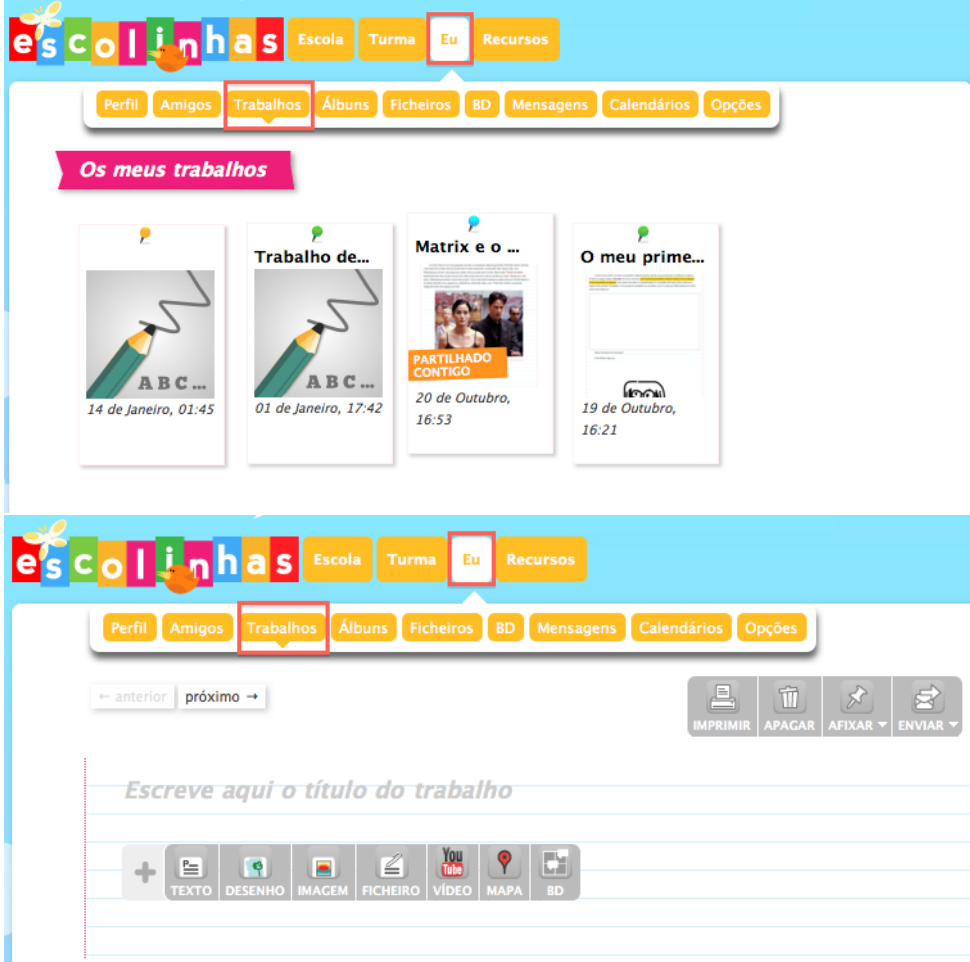 escolinhas Escola Turma Eu Recursos
Perfil Amigos Trabalhos Álbuns Ficheiros BD Mensagens Calendários Opções
Os meus trabalhos
A B C ...
14 de Janeiro, 01:45
Trabalho de...
A B C ...
01 de Janeiro, 17:42
Matrix e o ...
PARTILHADO
CONTIGO
20 de Outubro,
16:53
O meu prime...
19 de Outubro,
16:21
escolinhas Escola Turma Eu Recursos
Perfil Amigos Trabalhos Álbuns Ficheiros BD Mensagens Calendários Opções
← anterior próximo →
IMPRIMIR APAGAR AFIXAR ENVIAR
Escreve aqui o título do trabalho
You
Tube
TEXTO DESENHO IMAGEM FICHEIRO VÍDEO MAPA BD